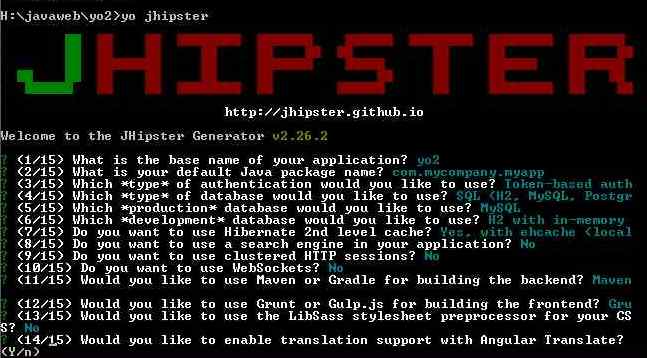 H:\javaweb\yo2>yo jhipster
JHIPSTER
http://jhipster.github.io
Welcome to the JHipster Generator v2.26.2
? (1/15) What is the base name of your application? yo2
? (2/15) What is your default Java package name? com.mycompany.myapp
? (3/15) Which *type* of authentication would you like to use? Token-based auth
? (4/15) Which *type* of database would you like to use? SQL (H2, MySQL, Postgr
? (5/15) Which *production* database would you like to use? MySQL
? (6/15) Which *development* database would you like to use? H2 with in-memory
? (7/15) Do you want to use Hibernate 2nd level cache? Yes, with ehcache (local
? (8/15) Do you want to use a search engine in your application? No
? (9/15) Do you want to use clustered HTTP sessions? No
? (10/15) Do you want to use WebSockets? No
? (11/15) Would you like to use Maven or Gradle for building the backend? Maven
? (12/15) Would you like to use Grunt or Gulp.js for building the frontend? Gru
? (13/15) Would you like to use the LibSass stylesheet preprocessor for your CS
S? No
? (14/15) Would you like to enable translation support with Angular Translate?
(Y/n)